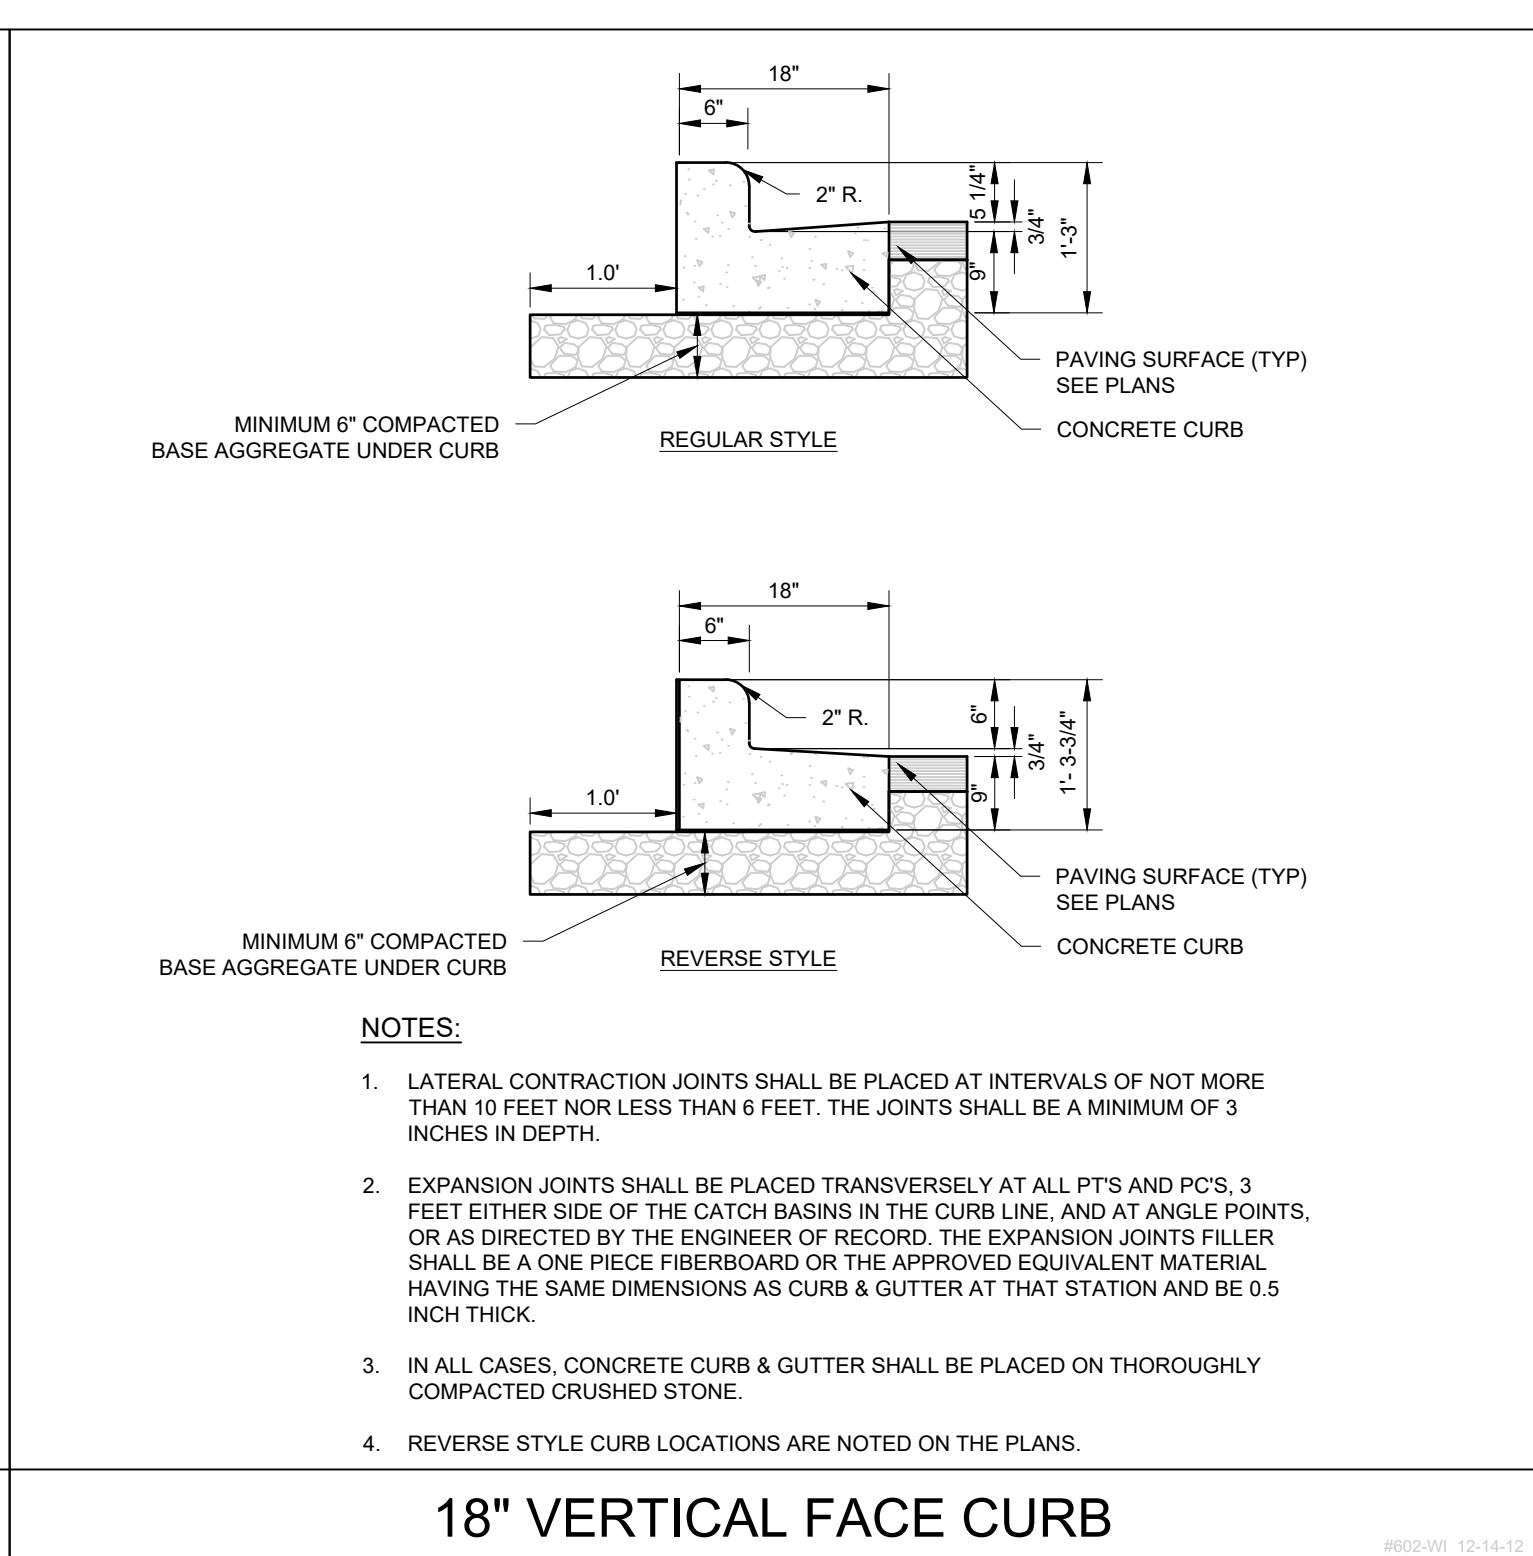 18"
6"
2" R.
5 1/4"
3/4"
1'-3"
9"
1.0'
PAVING SURFACE (TYP)
SEE PLANS
CONCRETE CURB
MINIMUM 6" COMPACTED
BASE AGGREGATE UNDER CURB
REGULAR STYLE
18"
6"
2" R.
6"
3/4"
1'- 3-3/4"
9"
1.0'
PAVING SURFACE (TYP)
SEE PLANS
CONCRETE CURB
MINIMUM 6" COMPACTED
BASE AGGREGATE UNDER CURB
REVERSE STYLE
NOTES:
1. LATERAL CONTRACTION JOINTS SHALL BE PLACED AT INTERVALS OF NOT MORE
THAN 10 FEET NOR LESS THAN 6 FEET. THE JOINTS SHALL BE A MINIMUM OF 3
INCHES IN DEPTH.
2. EXPANSION JOINTS SHALL BE PLACED TRANSVERSELY AT ALL PT'S AND PC'S, 3
FEET EITHER SIDE OF THE CATCH BASINS IN THE CURB LINE, AND AT ANGLE POINTS,
OR AS DIRECTED BY THE ENGINEER OF RECORD. THE EXPANSION JOINTS FILLER
SHALL BE A ONE PIECE FIBERBOARD OR THE APPROVED EQUIVALENT MATERIAL
HAVING THE SAME DIMENSIONS AS CURB & GUTTER AT THAT STATION AND BE 0.5
INCH THICK.
3. IN ALL CASES, CONCRETE CURB & GUTTER SHALL BE PLACED ON THOROUGHLY
COMPACTED CRUSHED STONE.
4. REVERSE STYLE CURB LOCATIONS ARE NOTED ON THE PLANS.
18" VERTICAL FACE CURB
#602-WI 12-14-12